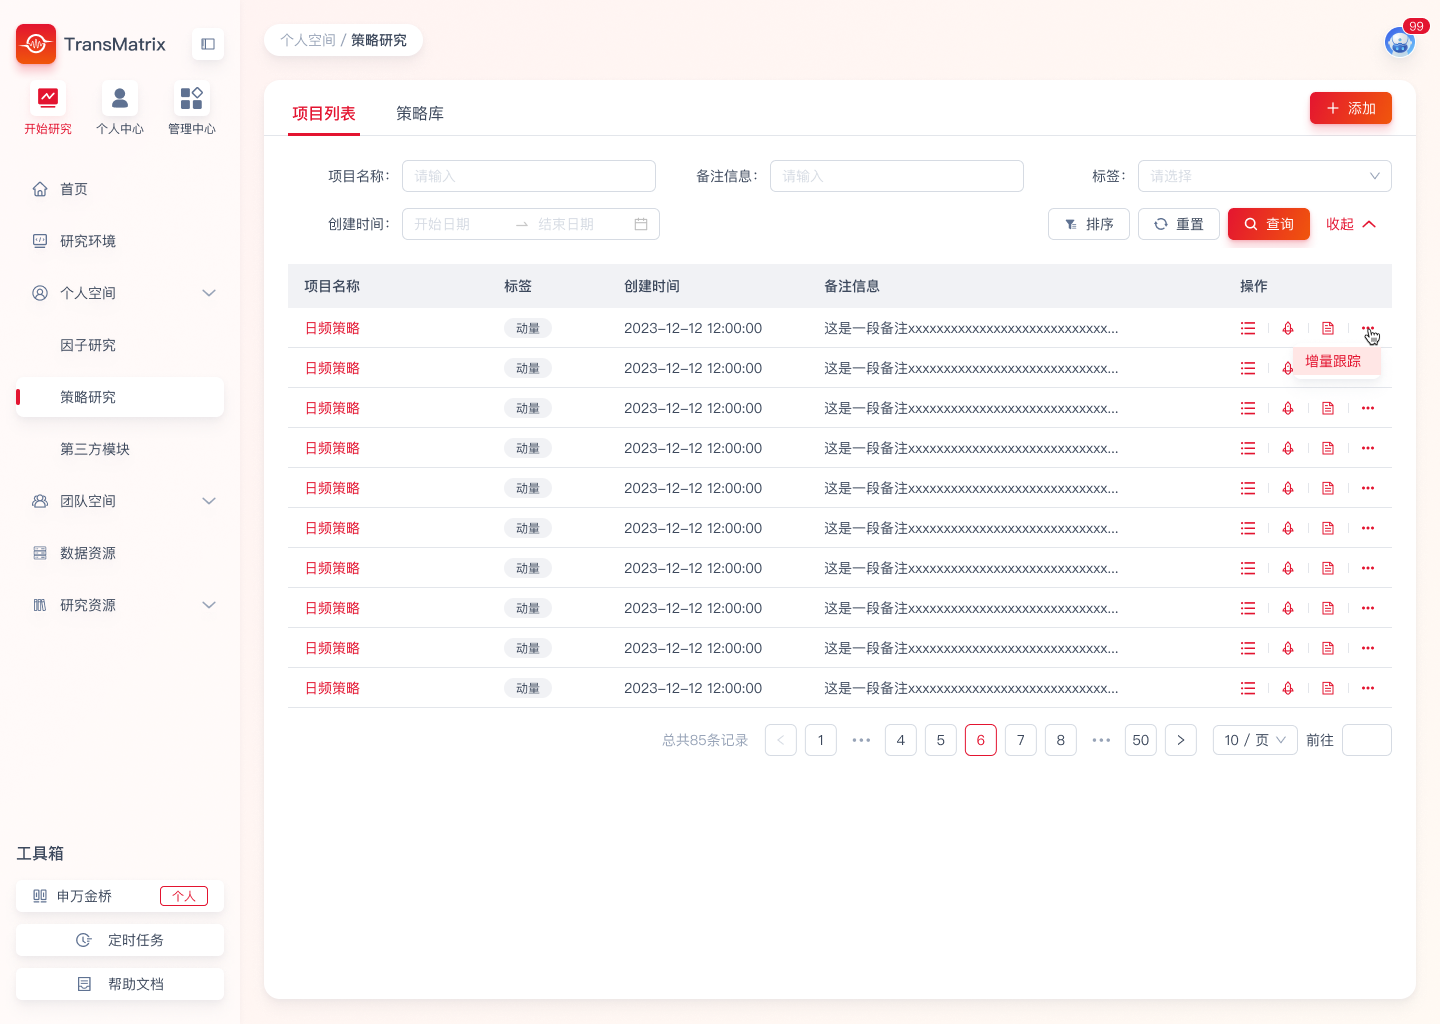 TransMatrix
开始研究 个人中心 管理中心
首页
研究环境
个人空间
因子研究
策略研究
第三方模块
团队空间
数据资源
研究资源
工具箱
申万金桥 个人
定时任务
帮助文档
个人空间 / 策略研究
99
项目列表 策略库 添加
项目名称: 请输入 备注信息: 请输入 标签: 请选择
创建时间: 开始日期 结束日期 排序 重置 查询 收起
项目名称 标签 创建时间 备注信息 操作
日频策略 动量 2023-12-12 12:00:00 这是一段备注xxxxxxxxxxxxxxxxxxxxxxxxxxxx...
增量跟踪
日频策略 动量 2023-12-12 12:00:00 这是一段备注xxxxxxxxxxxxxxxxxxxxxxxxxxxx...
日频策略 动量 2023-12-12 12:00:00 这是一段备注xxxxxxxxxxxxxxxxxxxxxxxxxxxx...
日频策略 动量 2023-12-12 12:00:00 这是一段备注xxxxxxxxxxxxxxxxxxxxxxxxxxxx...
日频策略 动量 2023-12-12 12:00:00 这是一段备注xxxxxxxxxxxxxxxxxxxxxxxxxxxx...
日频策略 动量 2023-12-12 12:00:00 这是一段备注xxxxxxxxxxxxxxxxxxxxxxxxxxxx...
日频策略 动量 2023-12-12 12:00:00 这是一段备注xxxxxxxxxxxxxxxxxxxxxxxxxxxx...
日频策略 动量 2023-12-12 12:00:00 这是一段备注xxxxxxxxxxxxxxxxxxxxxxxxxxxx...
日频策略 动量 2023-12-12 12:00:00 这是一段备注xxxxxxxxxxxxxxxxxxxxxxxxxxxx...
日频策略 动量 2023-12-12 12:00:00 这是一段备注xxxxxxxxxxxxxxxxxxxxxxxxxxxx...
总共85条记录 < 1 ••• 4 5 6 7 8 ••• 50 > 10 / 页 前往